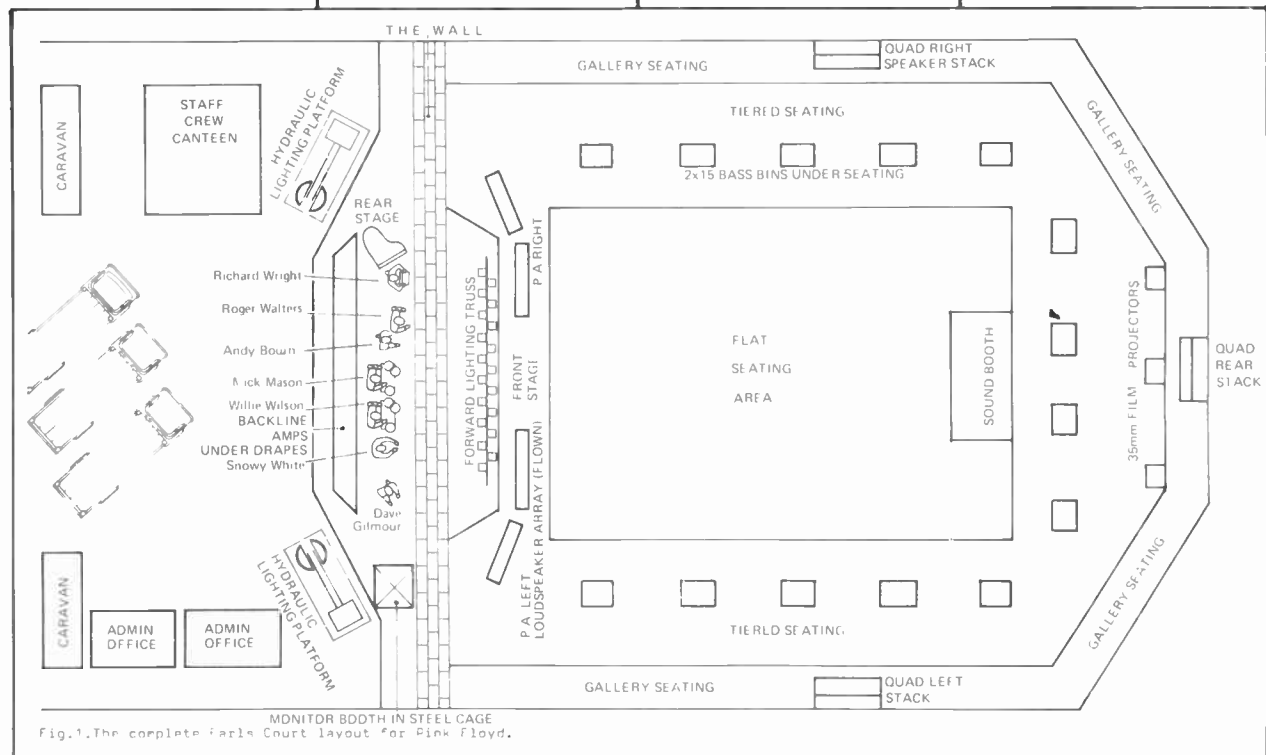 THE WALL
GALLERY SEATING
QUAD RIGHT
SPEAKER STACK
CARAVAN
STAFF
CREW
CANTEEN
HYDRAULIC
LIGHTING PLATFORM
TIERED SEATING
GALLERY SEATING
2x15 BASS BINS UNDER SEATING
REAR
STAGE
Richard Wright
Roger Walters
Andy Bown
Mick Mason
Willie Wilson
BACKLINE
AMPS
UNDER DRAPES
Snowy White
Dave
Gilmour
FORWARD LIGHTING TRUSS
FRONT
STAGE
P A RIGHT
FLAT
SEATING
AREA
SOUND BOOTH
35mm FILM PROJECTORS
QUAD
REAR
STACK
P A LEFT
LOUDSPEAKER ARRAY (FLOWN)
CARAVAN
ADMIN
OFFICE
ADMIN
OFFICE
HYDRAULIC
LIGHTING PLATFORM
TIERED SEATING
GALLERY SEATING
GALLERY SEATING
QUAD LEFT
STACK
MONITOR BOOTH IN STEEL CAGE
Fig.1.The complete Earls Court layout for Pink Floyd.